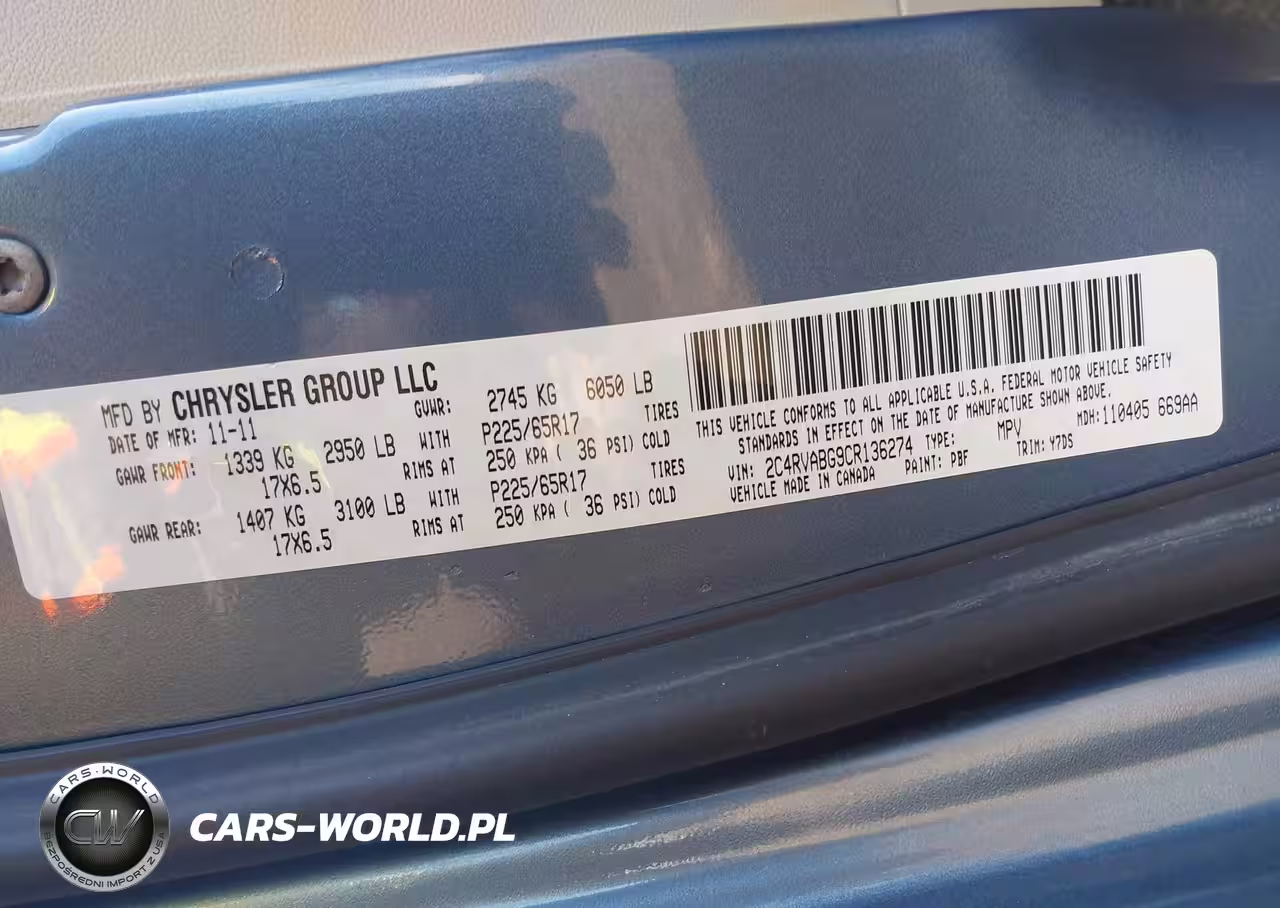 MFD BY CHRYSLER GROUP LLC
DATE OF MFR: 11-11 GVWR: 2745 KG 6050 LB
GAWR FRONT: 1339 KG 2950 LB WITH P225/65R17 TIRES
17X6.5 RIMS AT 250 KPA ( 36 PSI) COLD
GAWR REAR: 1407 KG 3100 LB WITH P225/65R17 TIRES
17X6.5 RIMS AT 250 KPA ( 36 PSI) COLD
THIS VEHICLE CONFORMS TO ALL APPLICABLE U.S.A. FEDERAL MOTOR VEHICLE SAFETY
STANDARDS IN EFFECT ON THE DATE OF MANUFACTURE SHOWN ABOVE.
MDH: 110405 669AA
VIN: 2C4RVABG9CR136274 TYPE: MPV
VEHICLE MADE IN CANADA PAINT: PBF TRIM: Y7DS
CARS-WORLD
CW
BEZPOŚREDNI IMPORT Z USA
CARS-WORLD.PL